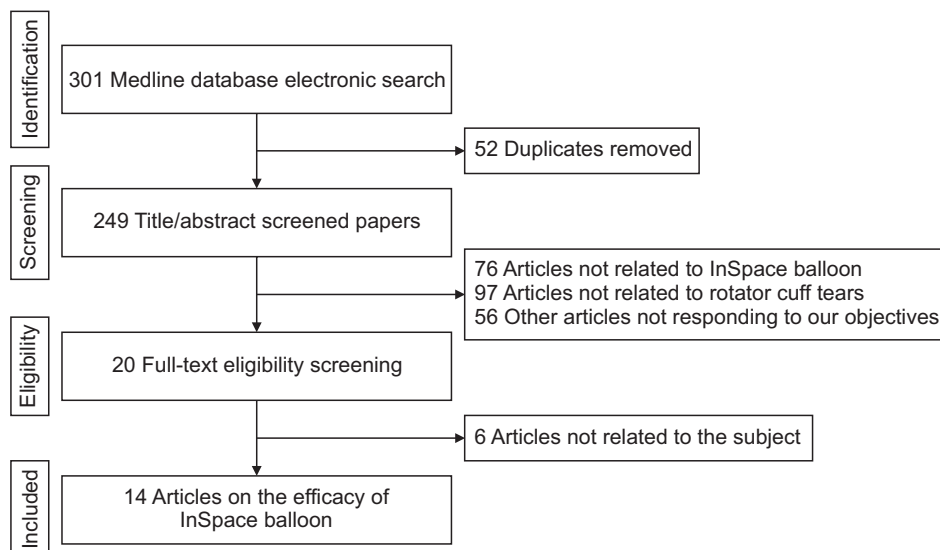 Identification
301 Medline database electronic search
52 Duplicates removed
Screening
249 Title/abstract screened papers
76 Articles not related to InSpace balloon
97 Articles not related to rotator cuff tears
56 Other articles not responding to our objectives
Eligibility
20 Full-text eligibility screening
6 Articles not related to the subject
Included
14 Articles on the efficacy of
InSpace balloon